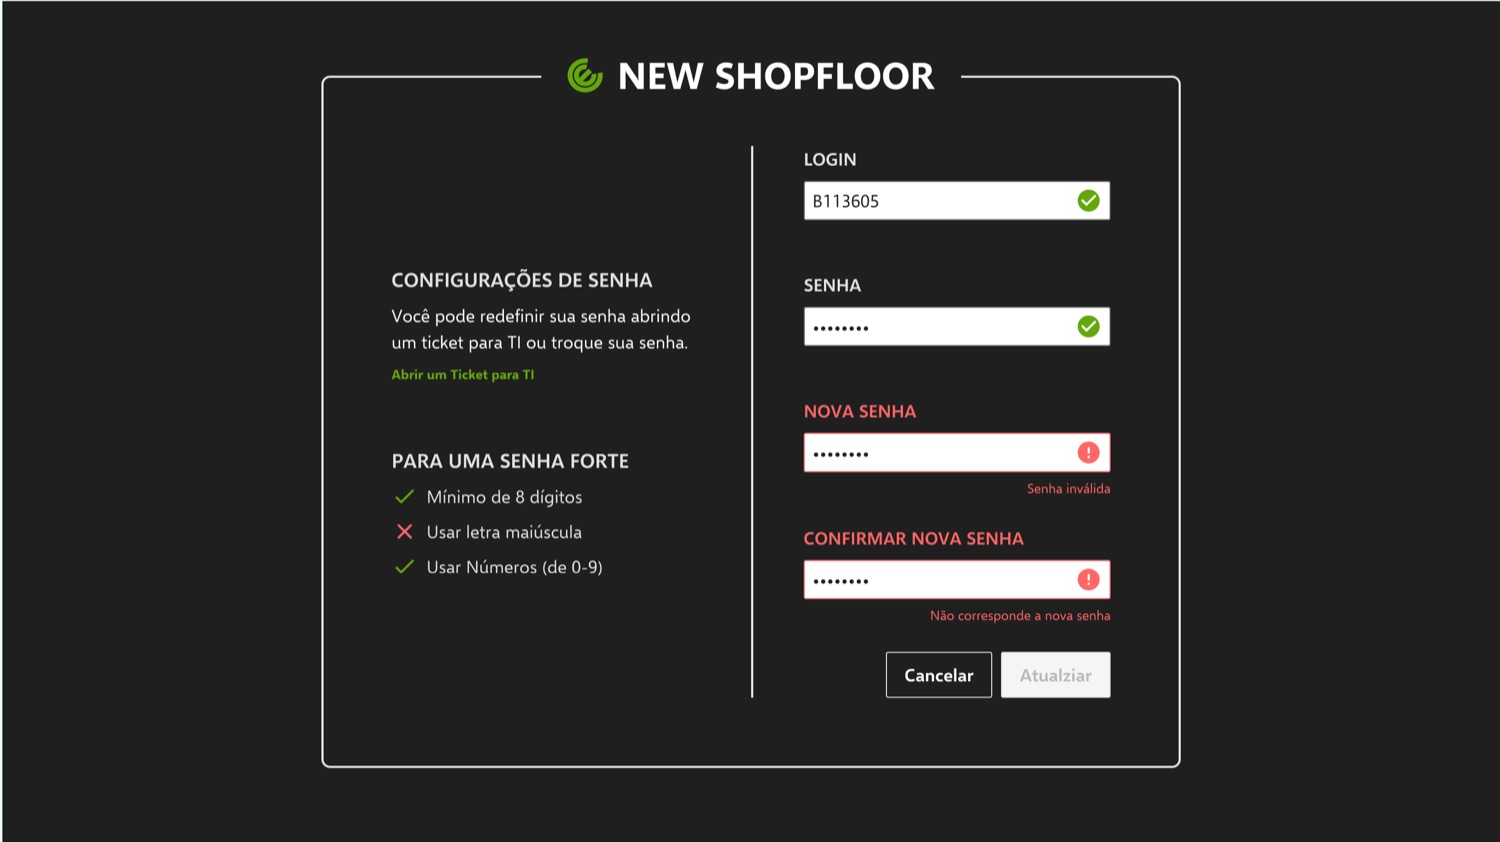 NEW SHOPFLOOR
CONFIGURAÇÕES DE SENHA
Você pode redefinir sua senha abrindo
um ticket para TI ou troque sua senha.
Abrir um Ticket para TI
PARA UMA SENHA FORTE
Mínimo de 8 dígitos
Usar letra maiúscula
Usar Números (de 0-9)
LOGIN
B113605
SENHA
••••••••
NOVA SENHA
••••••••
Senha inválida
CONFIRMAR NOVA SENHA
••••••••
Não corresponde a nova senha
Cancelar
Atualziar